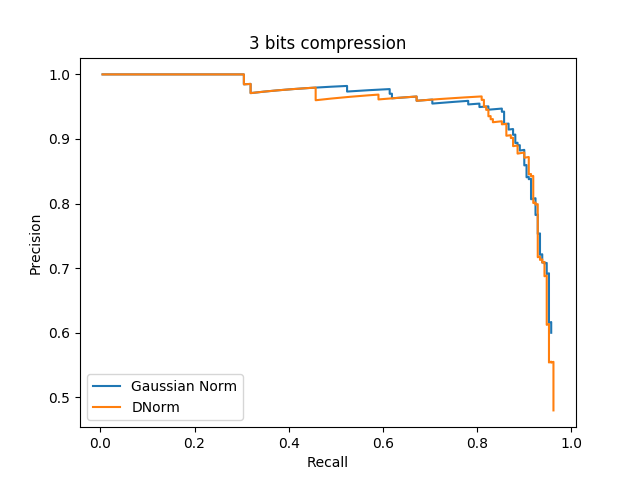 3 bits compression
1.0
0.9
0.8
0.7
0.6
0.5
Precision
Gaussian Norm
DNorm
0.0 0.2 0.4 0.6 0.8 1.0
Recall